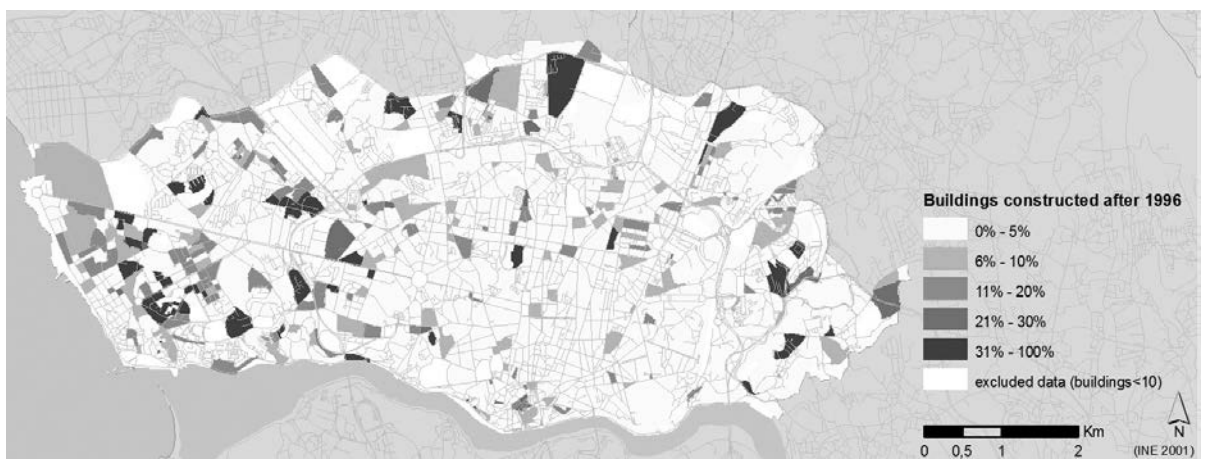 Buildings constructed after 1996
0% - 5%
6% - 10%
11% - 20%
21% - 30%
31% - 100%
excluded data (buildings<10)
Km
0 0,5 1 2
N
(INE 2001)